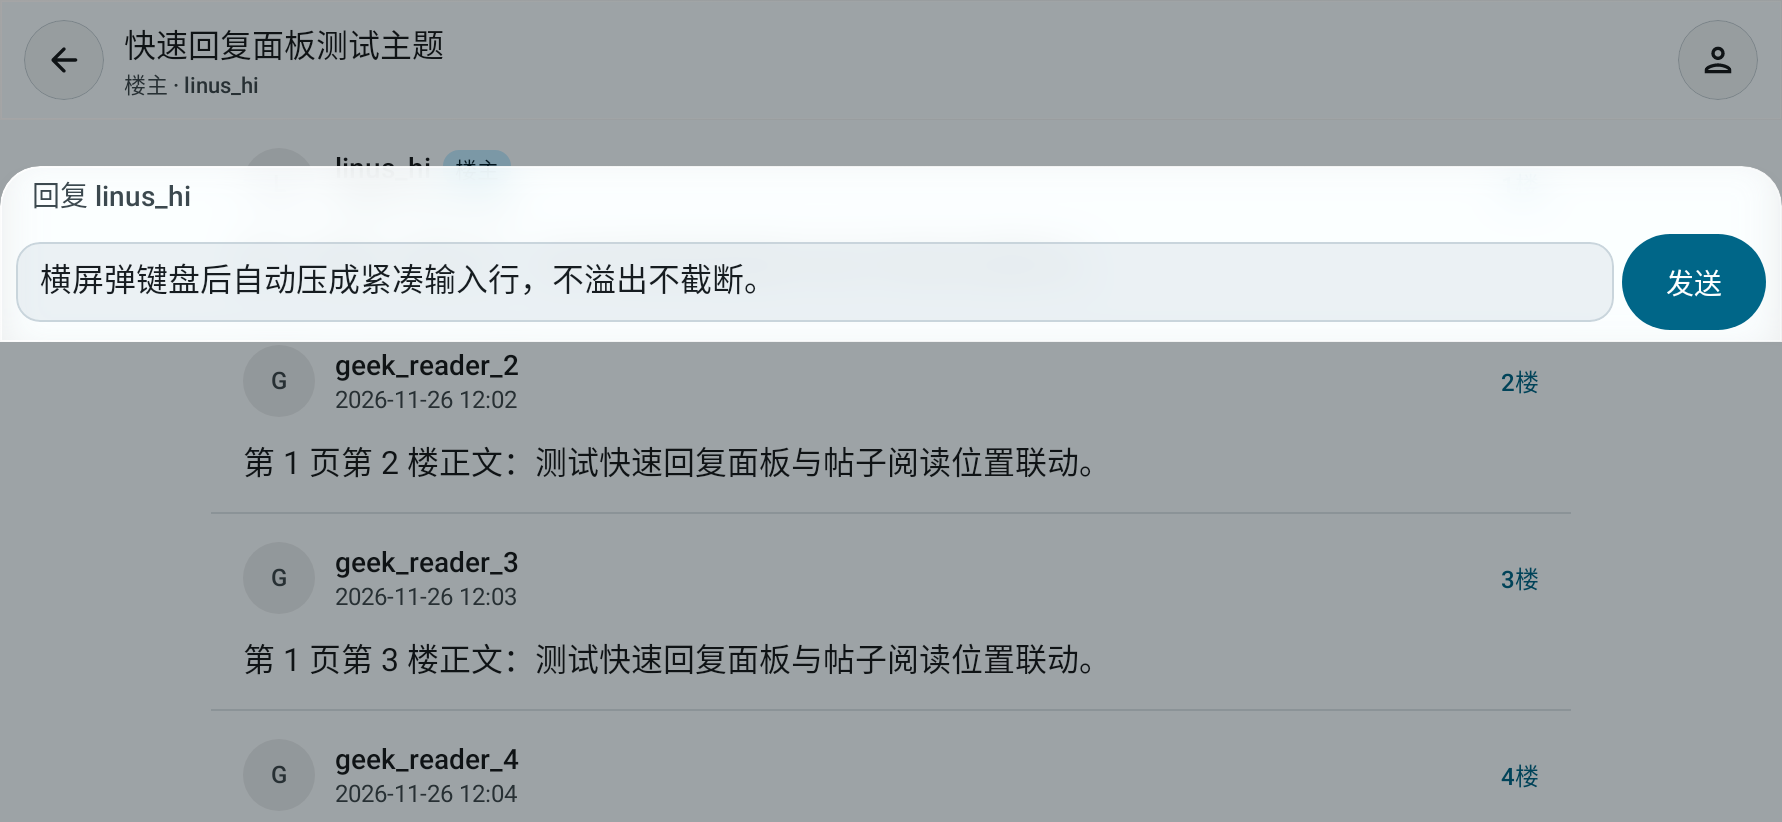 快速回复面板测试主题
楼主 · linus_hi
linus_hi 楼主
回复 linus_hi
横屏弹键盘后自动压成紧凑输入行，不溢出不截断。
发送
G
geek_reader_2
2026-11-26 12:02
2楼
第 1 页第 2 楼正文：测试快速回复面板与帖子阅读位置联动。
G
geek_reader_3
2026-11-26 12:03
3楼
第 1 页第 3 楼正文：测试快速回复面板与帖子阅读位置联动。
G
geek_reader_4
2026-11-26 12:04
4楼